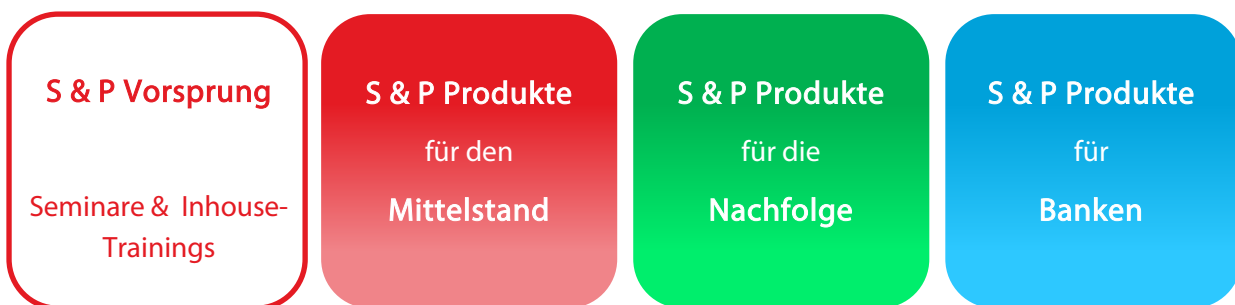 S & P Vorsprung
Seminare & Inhouse-
Trainings
S & P Produkte
für den
Mittelstand
S & P Produkte
für die
Nachfolge
S & P Produkte
für
Banken